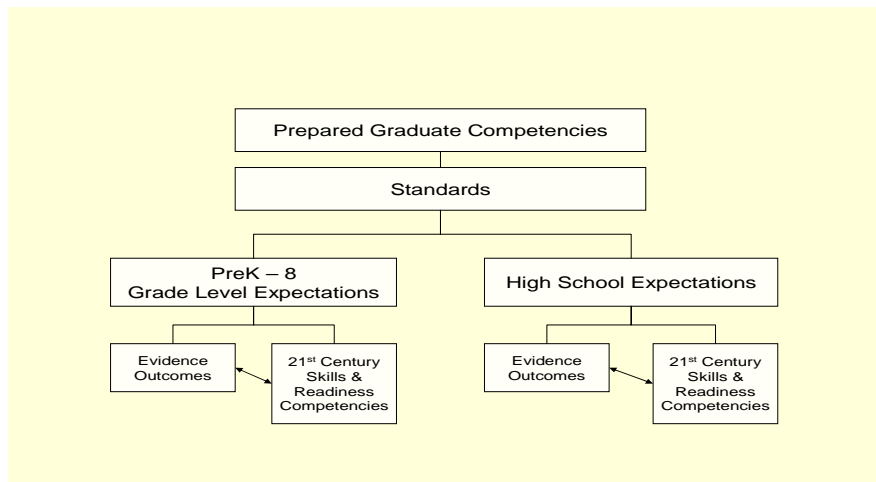 Prepared Graduate Competencies
Standards
PreK – 8
Grade Level Expectations
High School Expectations
Evidence
Outcomes
21st Century
Skills &
Readiness
Competencies
Evidence
Outcomes
21st Century
Skills &
Readiness
Competencies